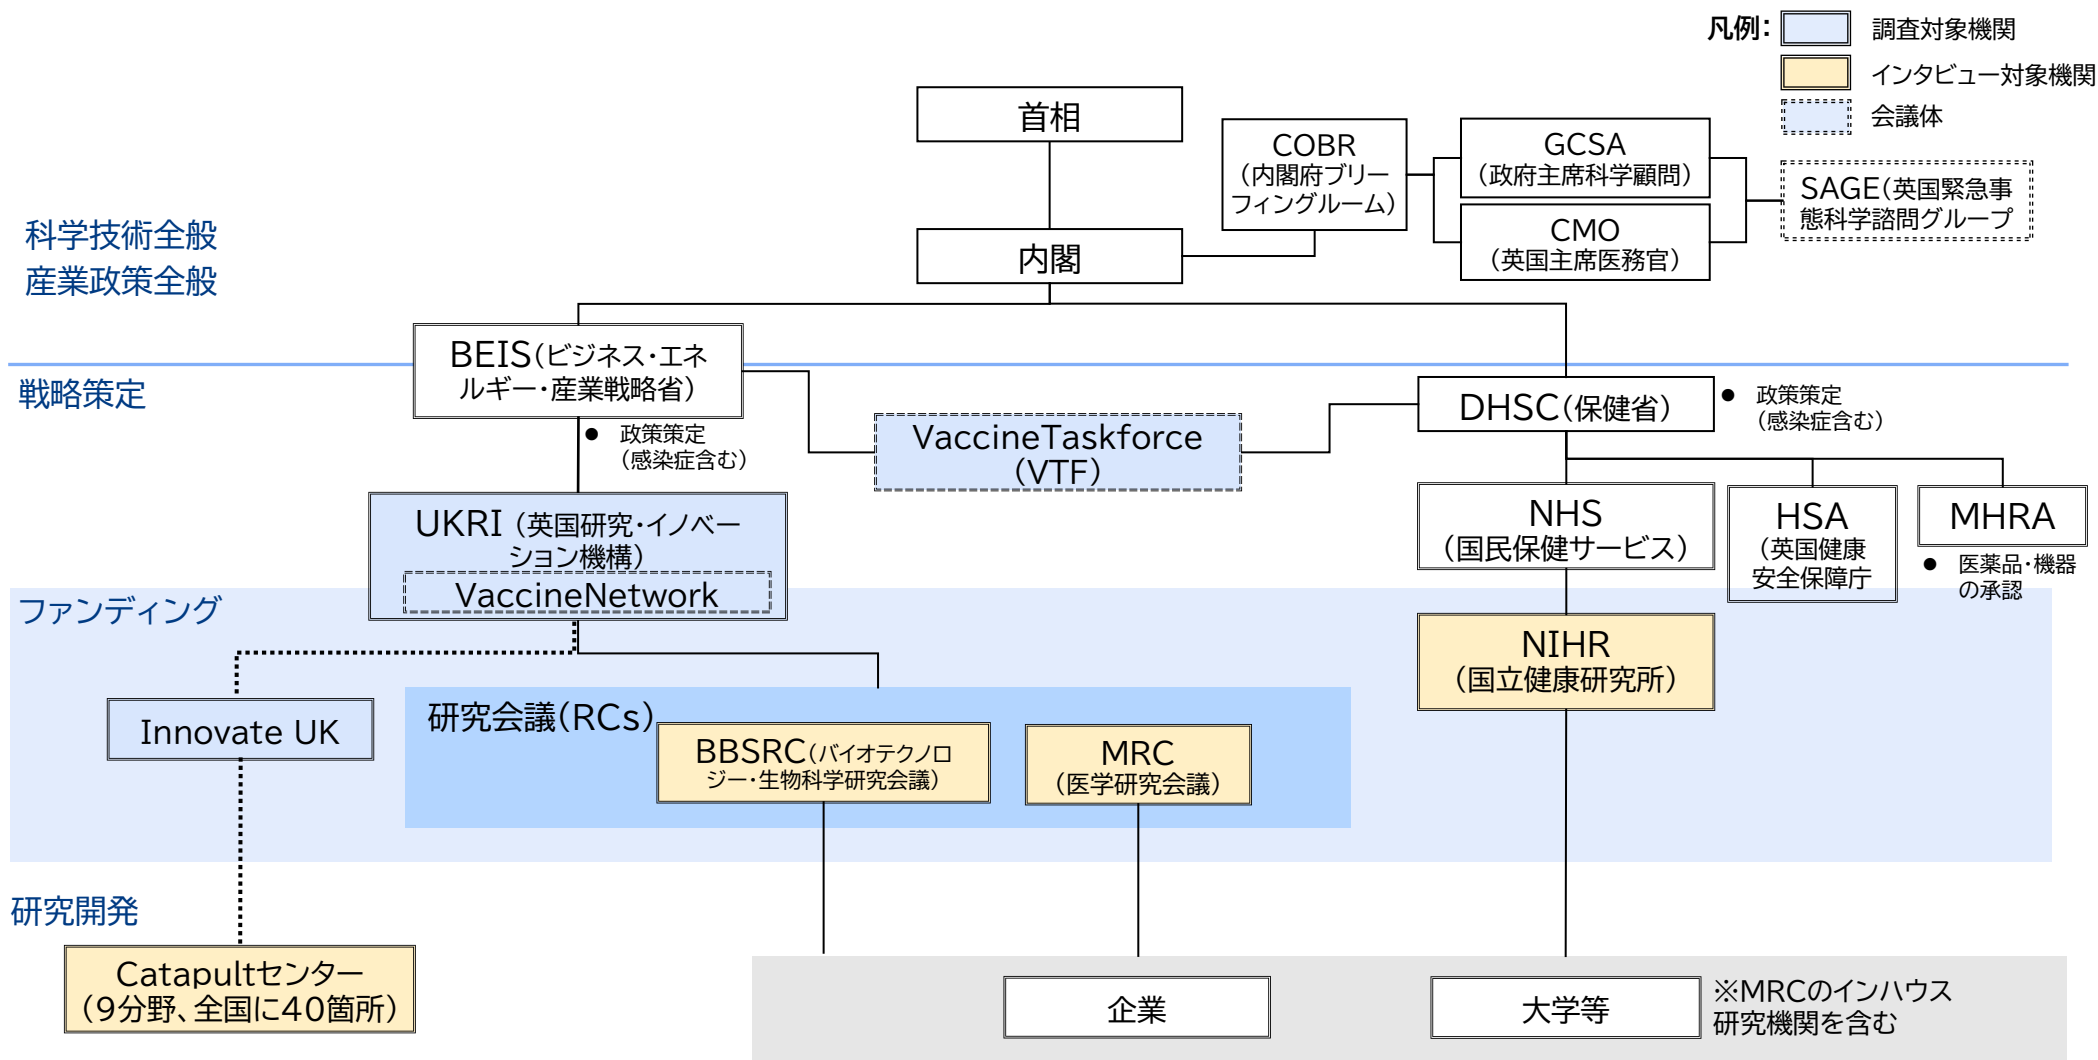 凡例：
調査対象機関
インタビュー対象機関
会議体
首相
COBR
（内閣府ブリー
フィングルーム）
GCSA
（政府主席科学顧問）
CMO
（英国主席医務官）
SAGE（英国緊急事
態科学諮問グループ
科学技術全般
産業政策全般
内閣
BEIS（ビジネス・エネ
ルギー・産業戦略省）
戦略策定
● 政策策定
（感染症含む）
VaccineTaskforce
（VTF）
DHSC（保健省）
● 政策策定
（感染症含む）
UKRI（英国研究・イノベー
ション機構）
VaccineNetwork
NHS
（国民保健サービス）
HSA
（英国健康
安全保障庁
MHRA
● 医薬品・機器
の承認
ファンディング
NIHR
（国立健康研究所）
Innovate UK
研究会議（RCs）
BBSRC（バイオテクノロ
ジー・生物科学研究会議）
MRC
（医学研究会議）
研究開発
Catapultセンター
（9分野、全国に40箇所）
企業
大学等
※MRCのインハウス
研究機関を含む